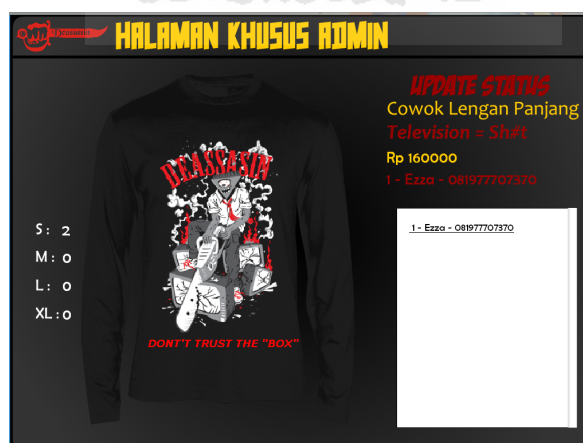 HALAMAN KHUSUS ADMIN
UPDATE STATUS
Cowok Lengan Panjang
Television = Sh#t
Rp 160000
1 - Ezza - 081977707370
1 - Ezza - 081977707370
S: 2
M: 0
L: 0
XL: 0
DEASSASIN
DONT'T TRUST THE "BOX"